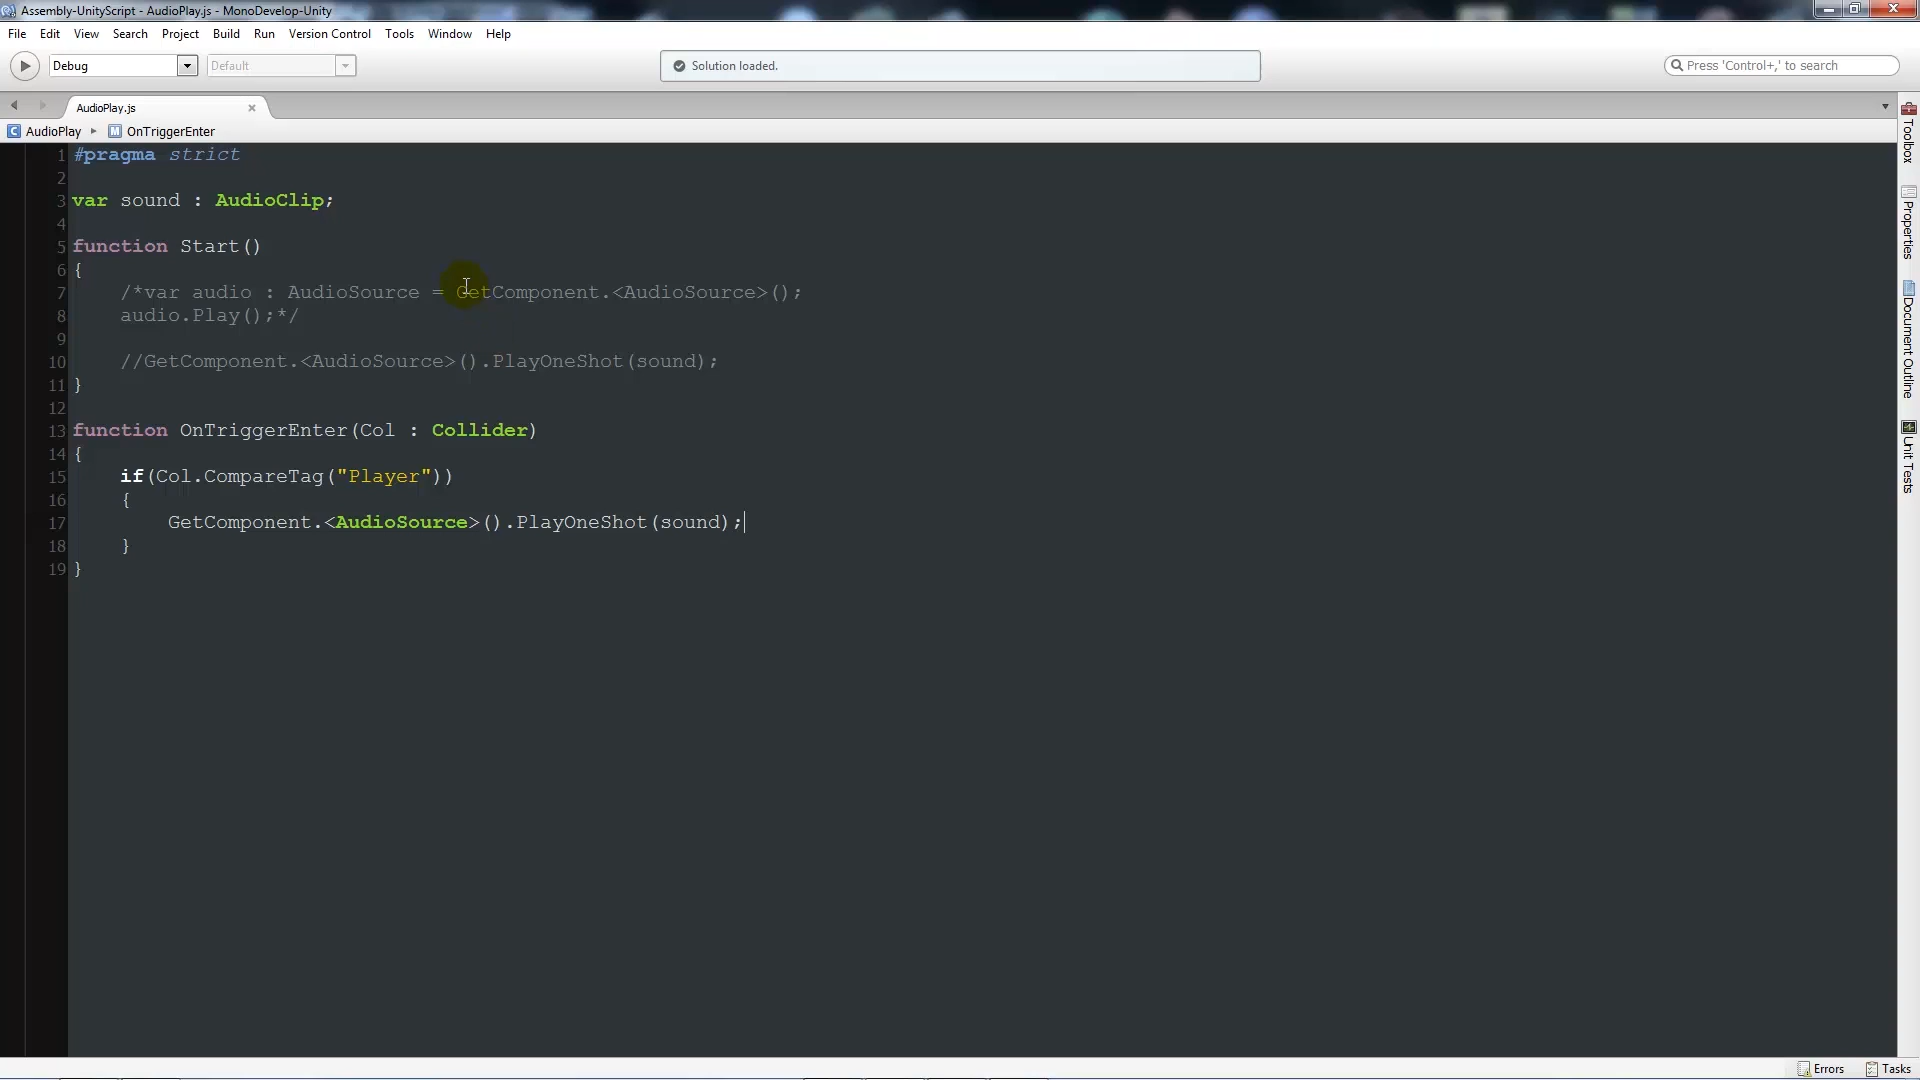 Assembly-UnityScript - AudioPlay.js - MonoDevelop-Unity
File Edit View Search Project Build Run Version Control Tools Window Help
Debug Default Solution loaded. Press 'Control+,' to search
AudioPlay.js
AudioPlay OnTriggerEnter
1 #pragma strict
2
3 var sound : AudioClip;
4
5 function Start()
6 {
7 /*var audio : AudioSource = GetComponent.<AudioSource>();
8 audio.Play();*/
9
10 //GetComponent.<AudioSource>().PlayOneShot(sound);
11 }
12
13 function OnTriggerEnter(Col : Collider)
14 {
15 if(Col.CompareTag("Player"))
16 {
17 GetComponent.<AudioSource>().PlayOneShot(sound);
18 }
19 }
Toolbox
Properties
Document Outline
Unit Tests
Errors Tasks